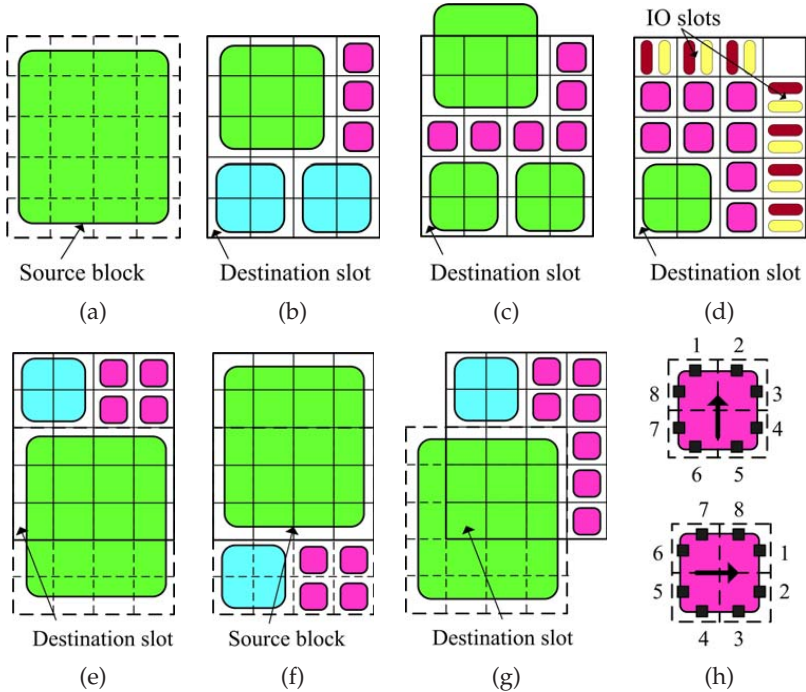 IO slots
Source block
Destination slot
Destination slot
Destination slot
(a)
(b)
(c)
(d)
1 2
8 3
7 4
6 5
7 8
6 1
5 2
4 3
Destination slot
Source block
Destination slot
(e)
(f)
(g)
(h)